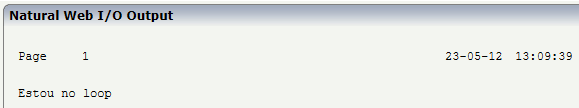 Natural Web I/O Output
Page 1 23-05-12 13:09:39
Estou no loop